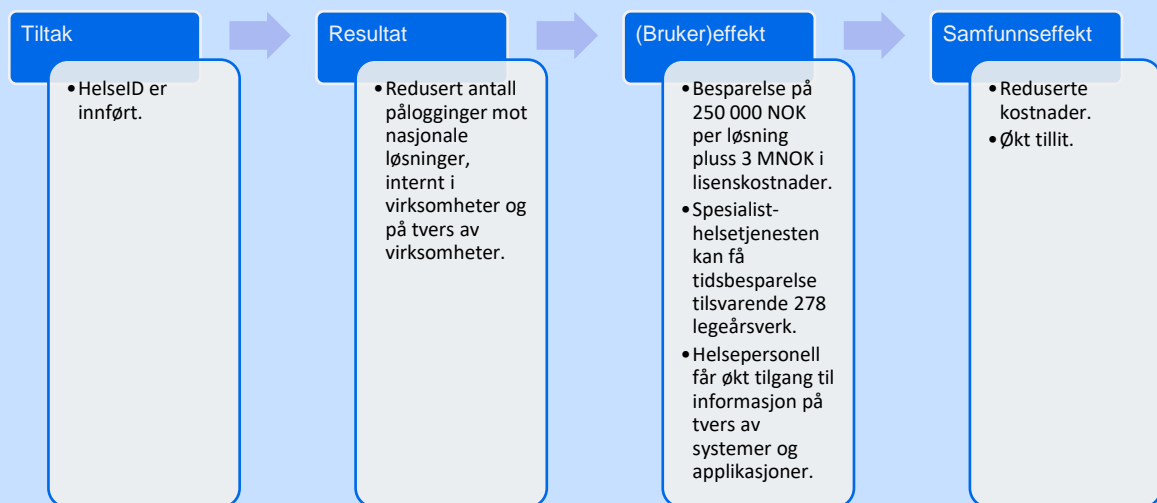 Tiltak
•HelseID er
innført.
Resultat
•Redusert antall
pålogginger mot
nasjonale
løsninger,
internt i
virksomheter og
på tvers av
virksomheter.
(Bruker)effekt
•Besparelse på
250 000 NOK
per løsning
pluss 3 MNOK i
lisenskostnader.
•Spesialist-
helsetjenesten
kan få
tidsbesparelse
tilsvarende 278
legeårsverk.
•Helsepersonell
får økt tilgang til
informasjon på
tvers av
systemer og
applikasjoner.
Samfunnseffekt
•Reduserte
kostnader.
•Økt tillit.